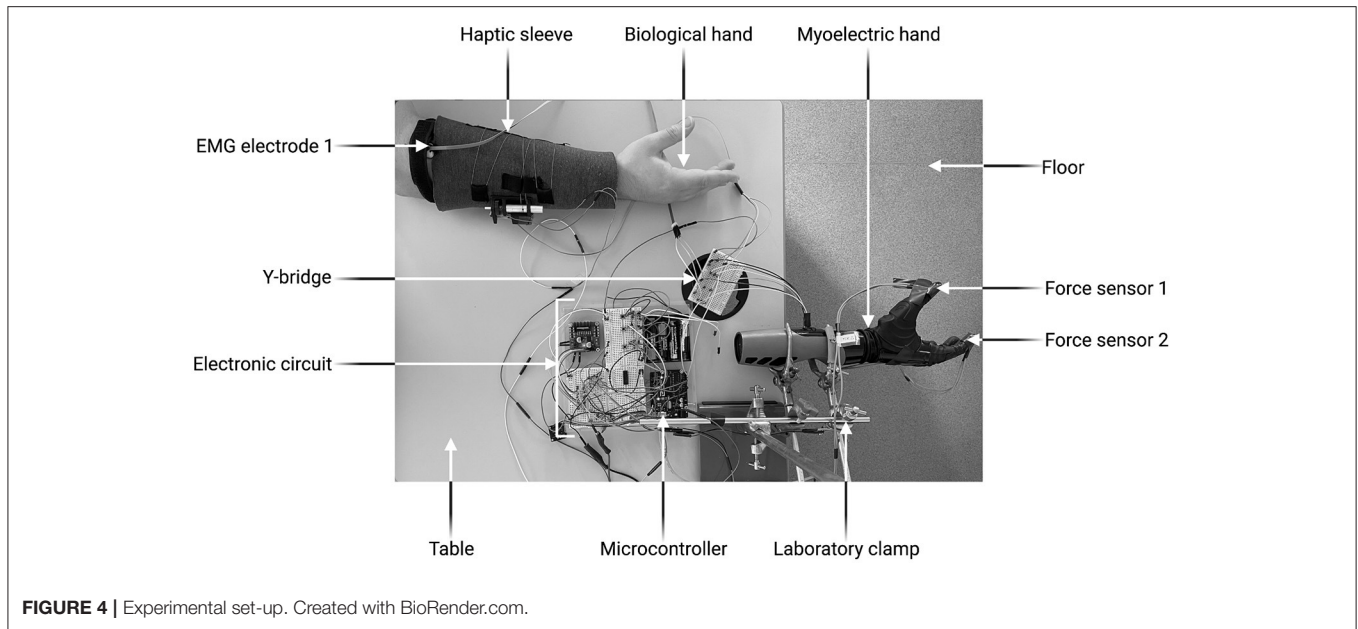 Haptic sleeve
Biological hand
Myoelectric hand
EMG electrode 1
Floor
Y-bridge
Force sensor 1
Force sensor 2
Electronic circuit
Table
Microcontroller
Laboratory clamp
FIGURE 4 | Experimental set-up. Created with BioRender.com.